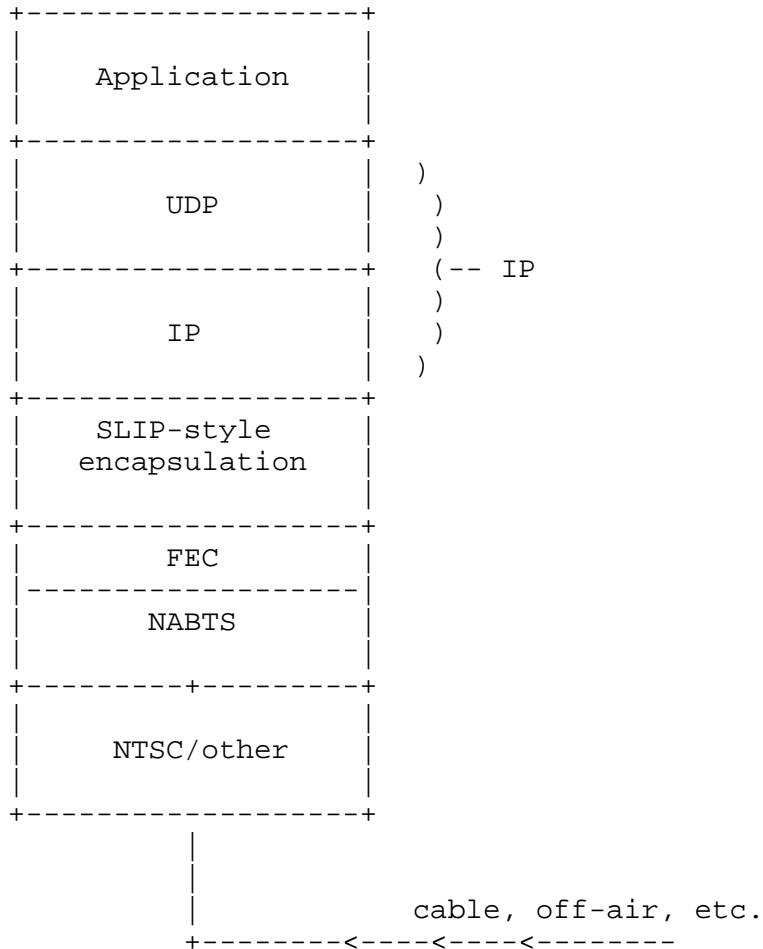 Application
UDP
(-- IP
IP
SLIP-style
encapsulation
FEC
NABTS
NTSC/other
cable, off-air, etc.